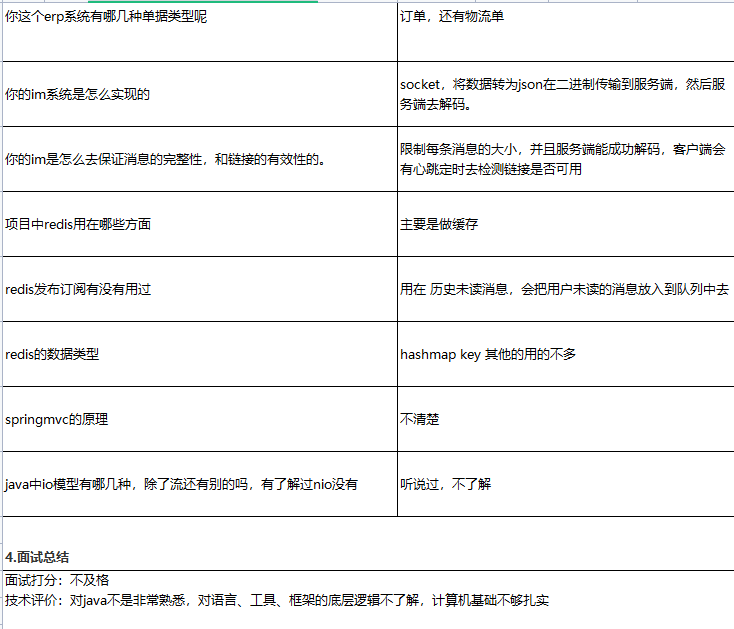 你这个erp系统有哪几种单据类型呢
订单，还有物流单
你的im系统是怎么实现的
socket，将数据转为json在二进制传输到服务端，然后服
务端去解码。
你的im是怎么去保证消息的完整性，和链接的有效性的。
限制每条消息的大小，并且服务端能成功解码，客户端会
有心跳定时去检测链接是否可用
项目中redis用在哪些方面
主要是做缓存
redis发布订阅有没有用过
用在 历史未读消息，会把用户未读的消息放入到队列中去
redis的数据类型
hashmap key 其他的用的不多
springmvc的原理
不清楚
java中io模型有哪几种，除了流还有别的吗，有了解过nio没有
听说过，不了解
4.面试总结
面试打分：不及格
技术评价：对java不是非常熟悉，对语言、工具、框架的底层逻辑不了解，计算机基础不够扎实